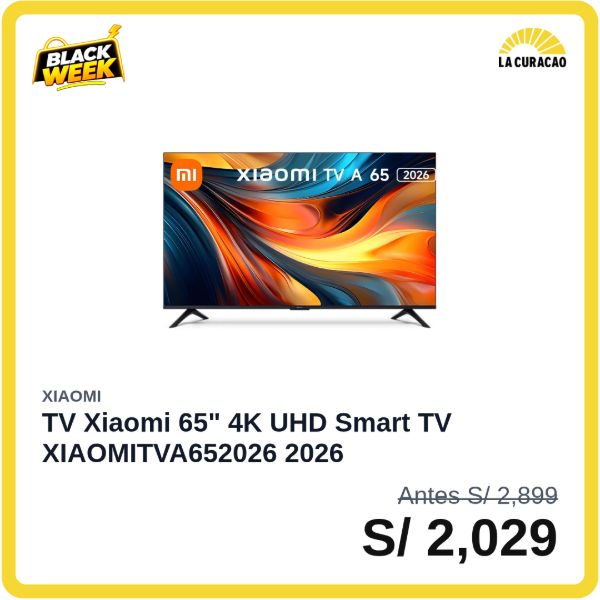 BLACK
WEEK
LA CURACAO
mi
xiaomi TV A 65 2026
XIAOMI
TV Xiaomi 65" 4K UHD Smart TV
XIAOMITVA652026 2026
Antes S/ 2,899
S/ 2,029